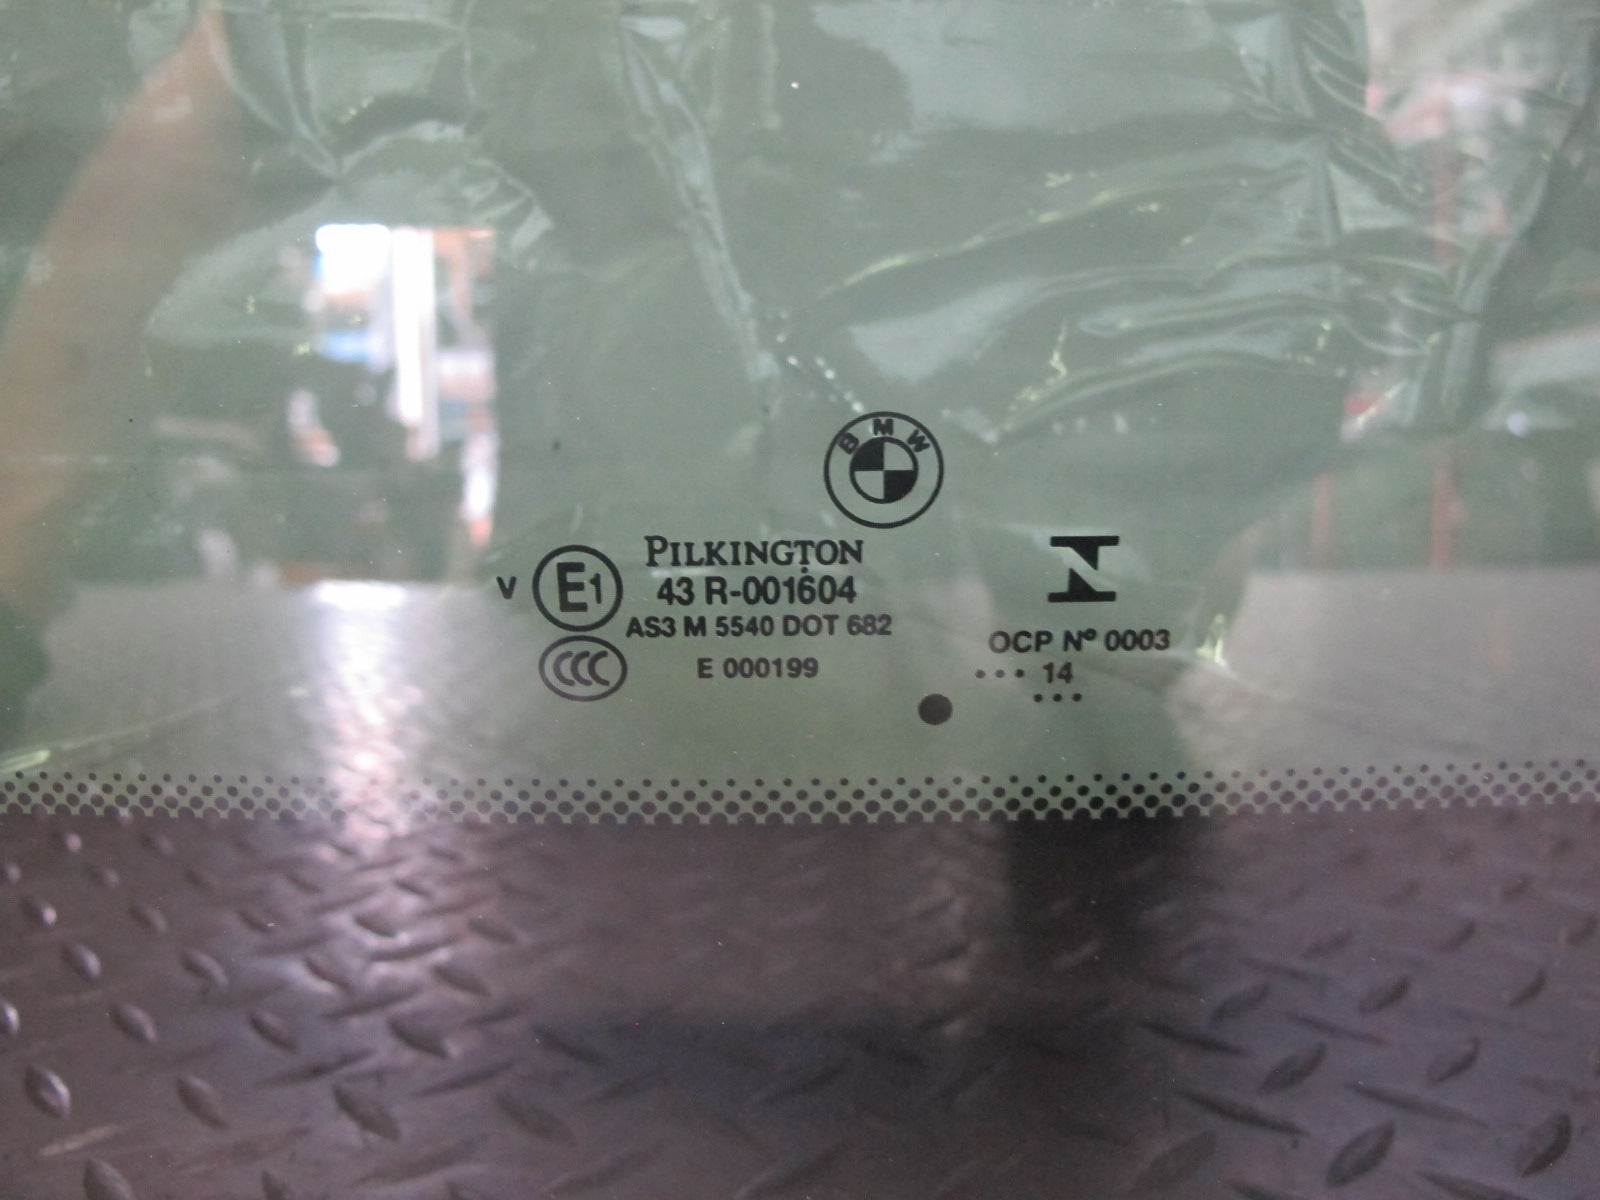 BMW
PILKINGTON
V E1 43 R-001604
AS3 M 5540 DOT 682
CCC E 000199
OCP Nº 0003
··· 14
···